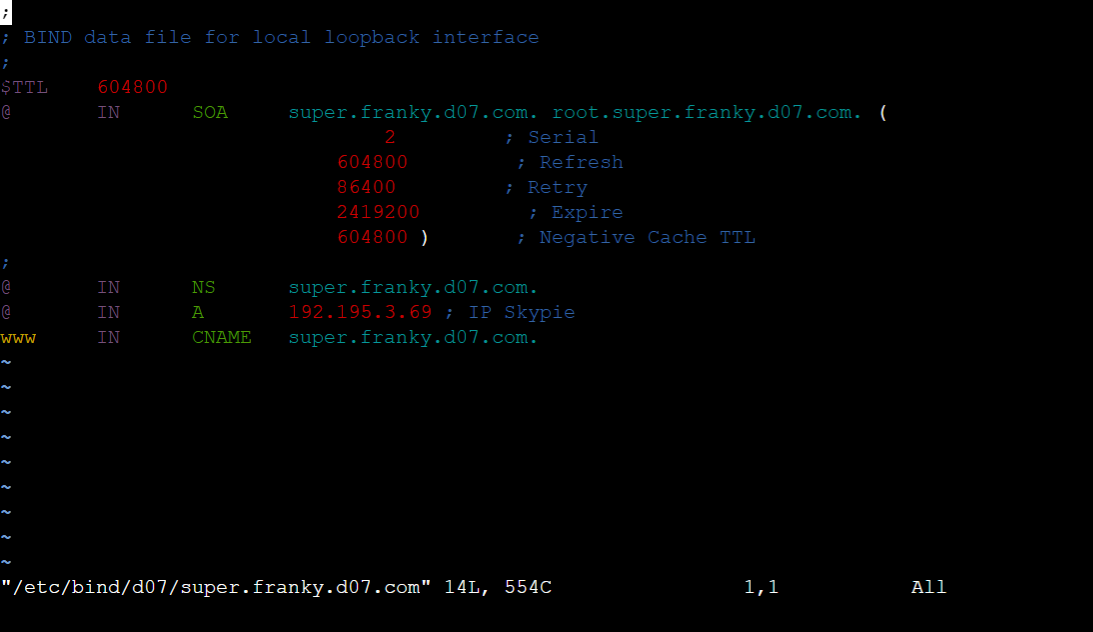 ;
; BIND data file for local loopback interface
;
$TTL    604800
@       IN      SOA     super.franky.d07.com. root.super.franky.d07.com. (
                                2         ; Serial
                            604800         ; Refresh
                            86400         ; Retry
                            2419200         ; Expire
                            604800 )       ; Negative Cache TTL
;
@       IN      NS      super.franky.d07.com.
@       IN      A       192.195.3.69 ; IP Skypie
www     IN      CNAME   super.franky.d07.com.
~
~
~
~
~
~
~
~
~
"/etc/bind/d07/super.franky.d07.com" 14L, 554C                1,1           All